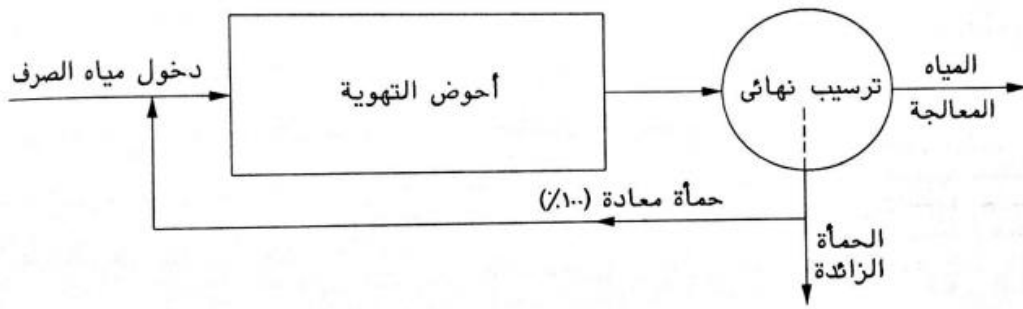 دخول مياه الصرف
أحوض التهوية
ترسيب نهائى
المياه
المعالجة
حمأة معادة (١٠٠٪)
الحمأة
الزائدة